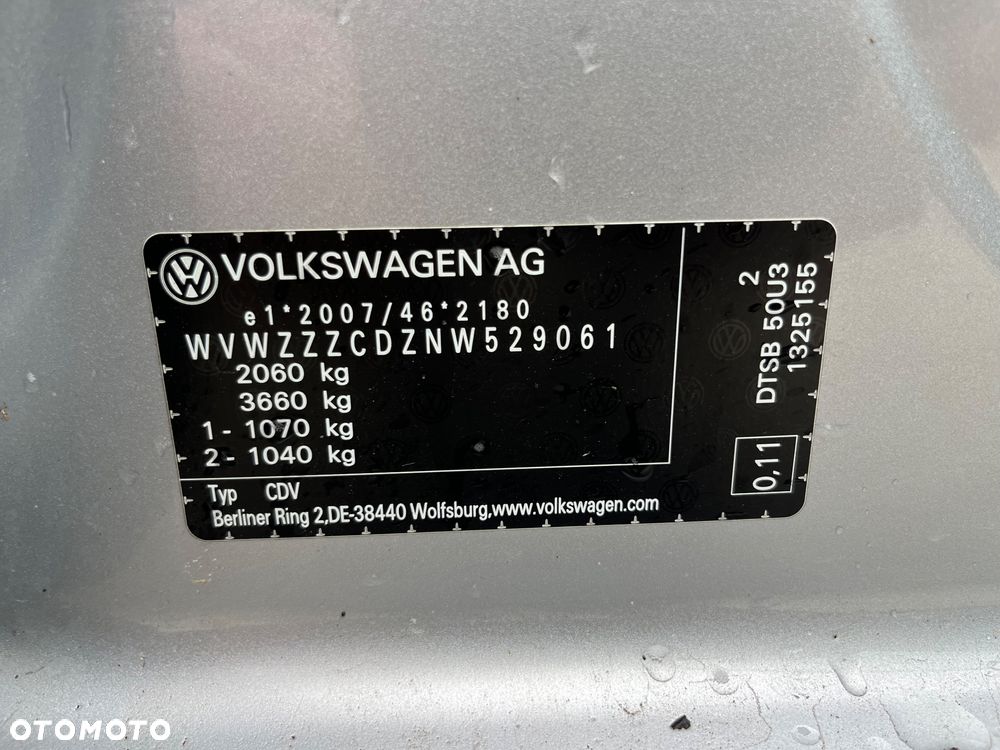 VOLKSWAGEN AG
e1*2007/46*2180
WVWZZZCDZNW529061
2060 kg
3660 kg
1 - 1070 kg
2 - 1040 kg
Typ CDV
Berliner Ring 2,DE-38440 Wolfsburg,www.volkswagen.com
2
DTSB 50U3
1325155
0,11
OTOMOTO